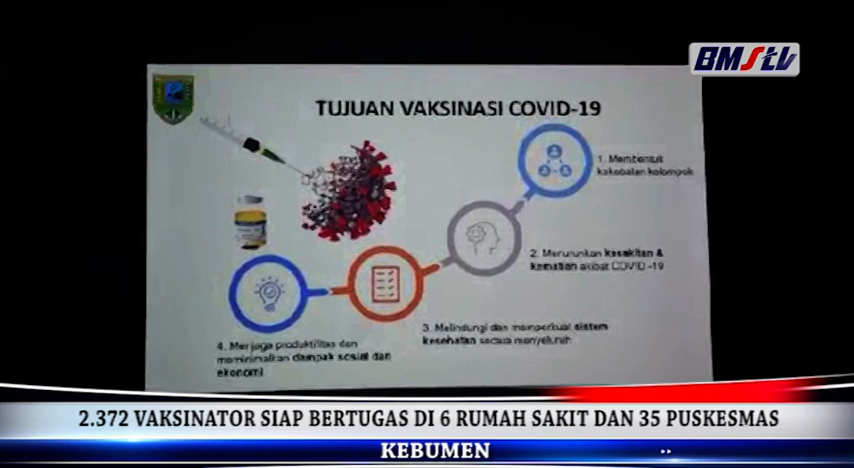 BMStv
TUJUAN VAKSINASI COVID-19
1. Membentuk
kekebalan kelompok
2. Menurunkan kesakitan &
kematian akibat COVID-19
3. Melindungi dan memperkuat sistem
kesehatan secara menyeluruh
4. Menjaga produktifitas dan
meminimalkan dampak sosial dan
ekonomi
2.372 VAKSINATOR SIAP BERTUGAS DI 6 RUMAH SAKIT DAN 35 PUSKESMAS
KEBUMEN